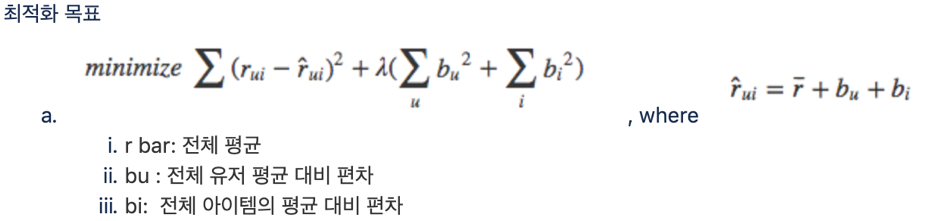 최적화 목표
a. minimize ∑ (r_ui − r̂_ui)² + λ(∑_u b_u² + ∑_i b_i²) , where r̂_ui = r̄ + b_u + b_i
i. r bar: 전체 평균
ii. bu : 전체 유저 평균 대비 편차
iii. bi: 전체 아이템의 평균 대비 편차